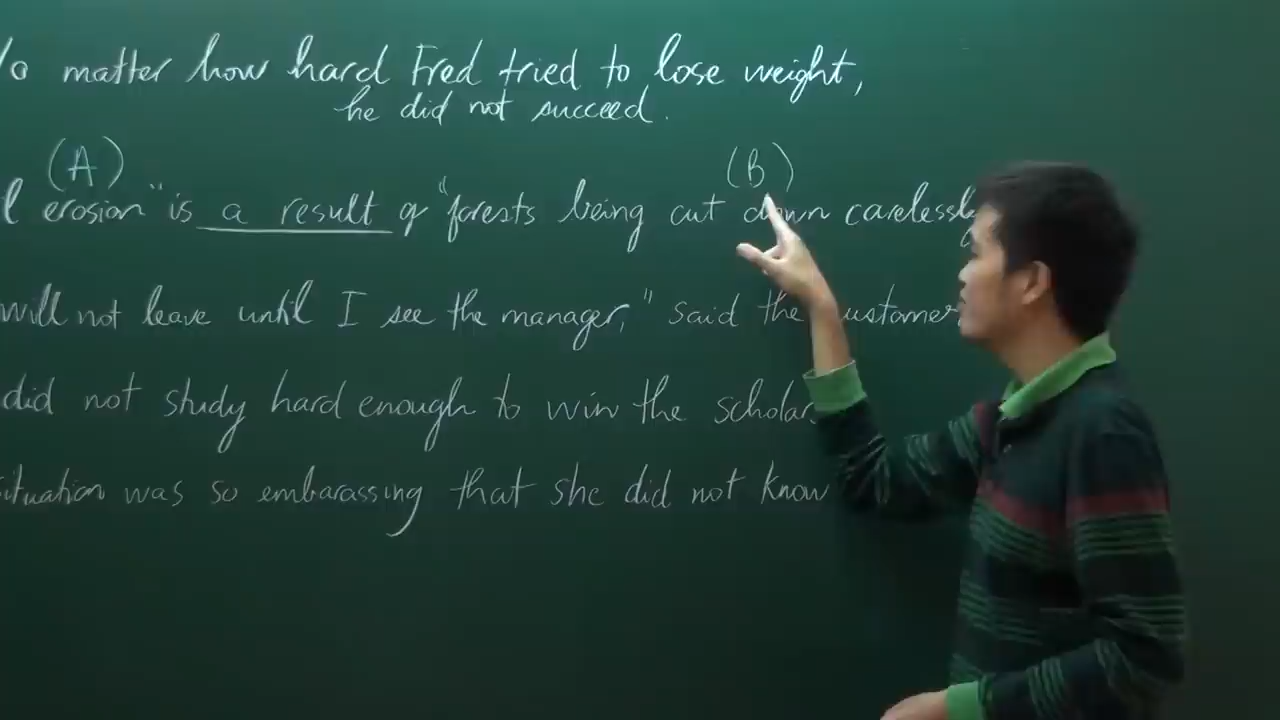 No matter how hard Fred tried to lose weight,
he did not succeed.
(A) (B)
l erosion" is a result of "forests being cut down carelessly
will not leave until I see the manager," said the customer
did not study hard enough to win the scholar
situation was so embarassing that she did not know